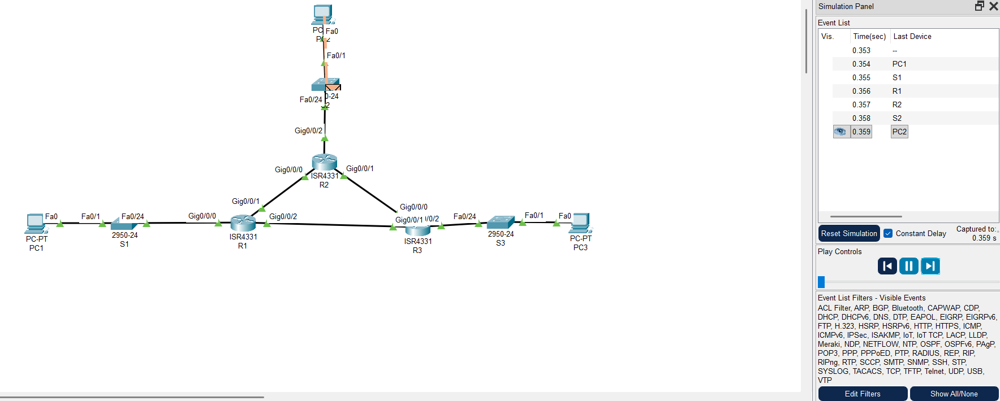 PC
Fa0
Fa0/1
Fa0/24
0-24
Gig0/0/2
Gig0/0/0
Gig0/0/1
ISR4331
R2
Gig0/0/1
Gig0/0/0
Fa0
Fa0/1
Fa0/24
Gig0/0/0
Gig0/0/2
Gig0/0/1
Fa0/24
Fa0/1
Fa0
PC-PT
PC1
2950-24
S1
ISR4331
R1
ISR4331
R3
2950-24
S3
PC-PT
PC3
Simulation Panel
Event List
Vis. Time(sec) Last Device
0.353 --
0.354 PC1
0.355 S1
0.356 R1
0.357 R2
0.358 S2
0.359 PC2
Reset Simulation Constant Delay Captured to:
0.359 s
Play Controls
Event List Filters - Visible Events
ACL Filter, ARP, BGP, Bluetooth, CAPWAP, CDP,
DHCP, DHCPv6, DNS, DTP, EAPOL, EIGRP, EIGRPv6,
FTP, H.323, HSRP, HSRPv6, HTTP, HTTPS, ICMP,
ICMPv6, IPSec, ISAKMP, IoT, IoT TCP, LACP, LLDP,
Meraki, NDP, NETFLOW, NTP, OSPF, OSPFv6, PAgP,
POP3, PPP, PPPoED, PTP, RADIUS, REP, RIP,
RIPng, RTP, SCCP, SMTP, SNMP, SSH, STP,
SYSLOG, TACACS, TCP, TFTP, Telnet, UDP, USB,
VTP
Edit Filters Show All/None